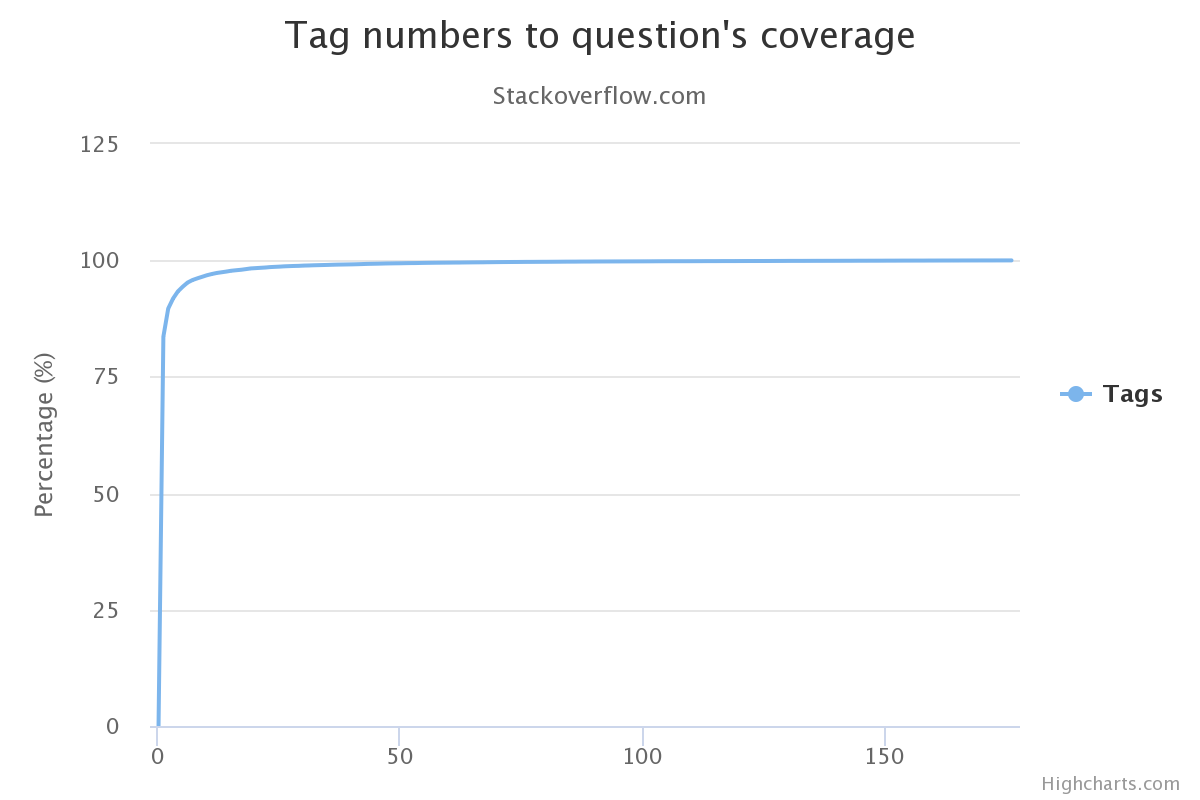 Tag numbers to question's coverage
Stackoverflow.com
125
100
75
50
25
0
Percentage (%)
0 50 100 150
Tags
Highcharts.com